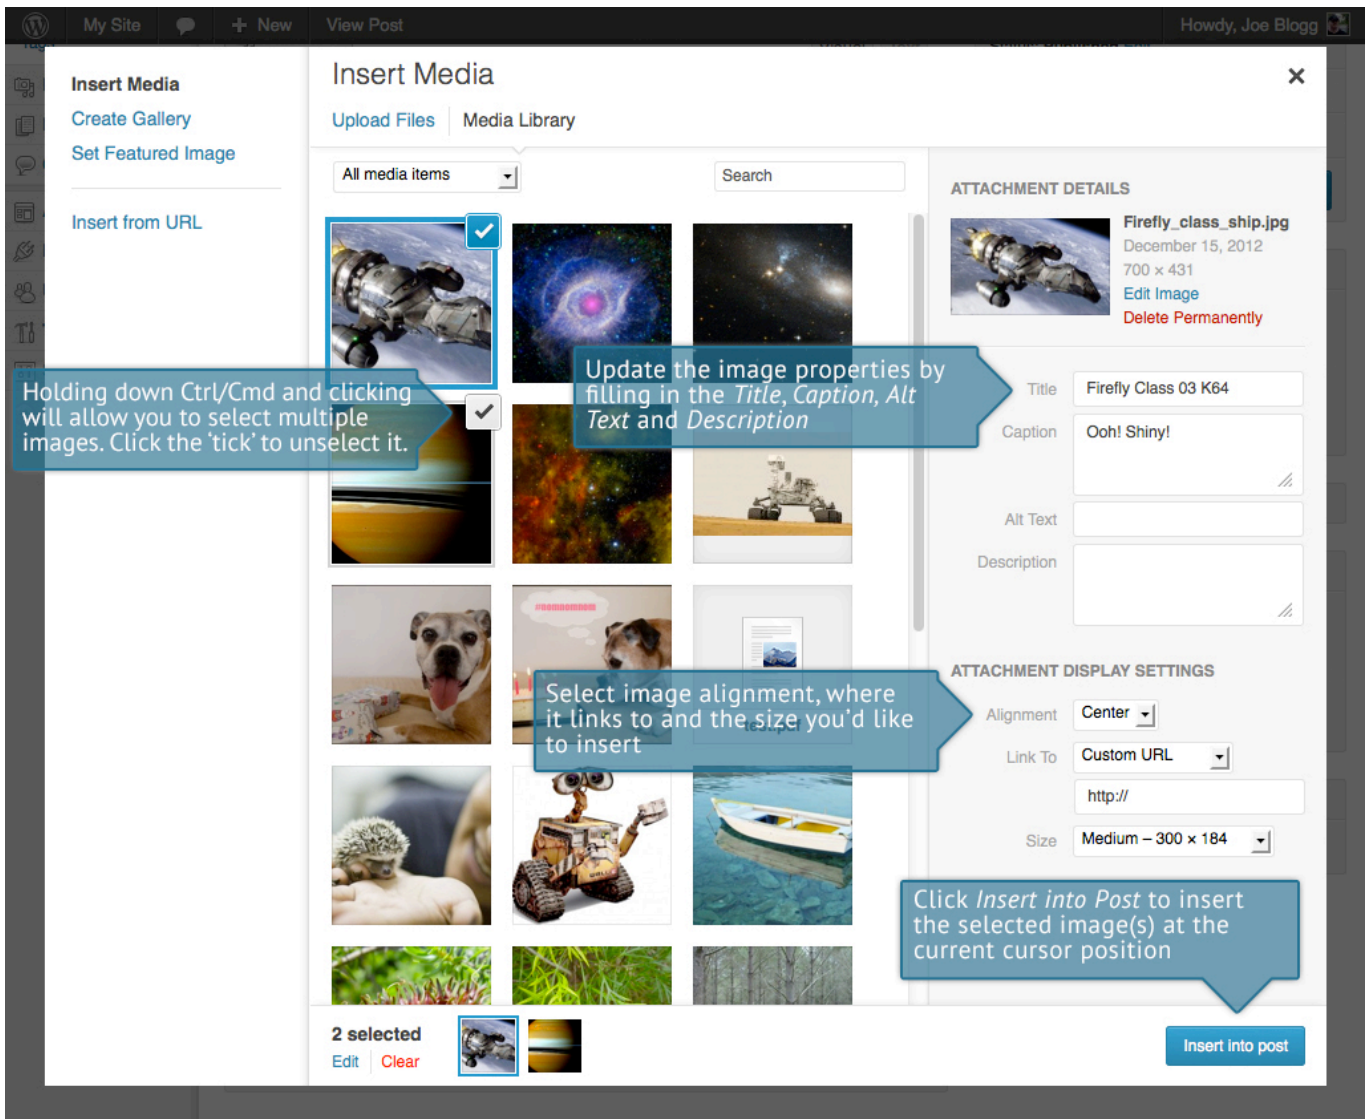 My Site
New
View Post
Howdy, Joe Blogg
Insert Media
Create Gallery
Set Featured Image
Insert from URL
Insert Media
Upload Files
Media Library
All media items
Search
Holding down Ctrl/Cmd and clicking
will allow you to select multiple
images. Click the ‘tick’ to unselect it.
Update the image properties by
filling in the Title, Caption, Alt
Text and Description
#nomnomnom
Select image alignment, where
it links to and the size you’d like
to insert
test.pdf
WALL·E
ATTACHMENT DETAILS
Firefly_class_ship.jpg
December 15, 2012
700 × 431
Edit Image
Delete Permanently
Title
Firefly Class 03 K64
Caption
Ooh! Shiny!
Alt Text
Description
ATTACHMENT DISPLAY SETTINGS
Alignment
Center
Link To
Custom URL
http://
Size
Medium – 300 × 184
Click Insert into Post to insert
the selected image(s) at the
current cursor position
2 selected
Edit
Clear
Insert into post